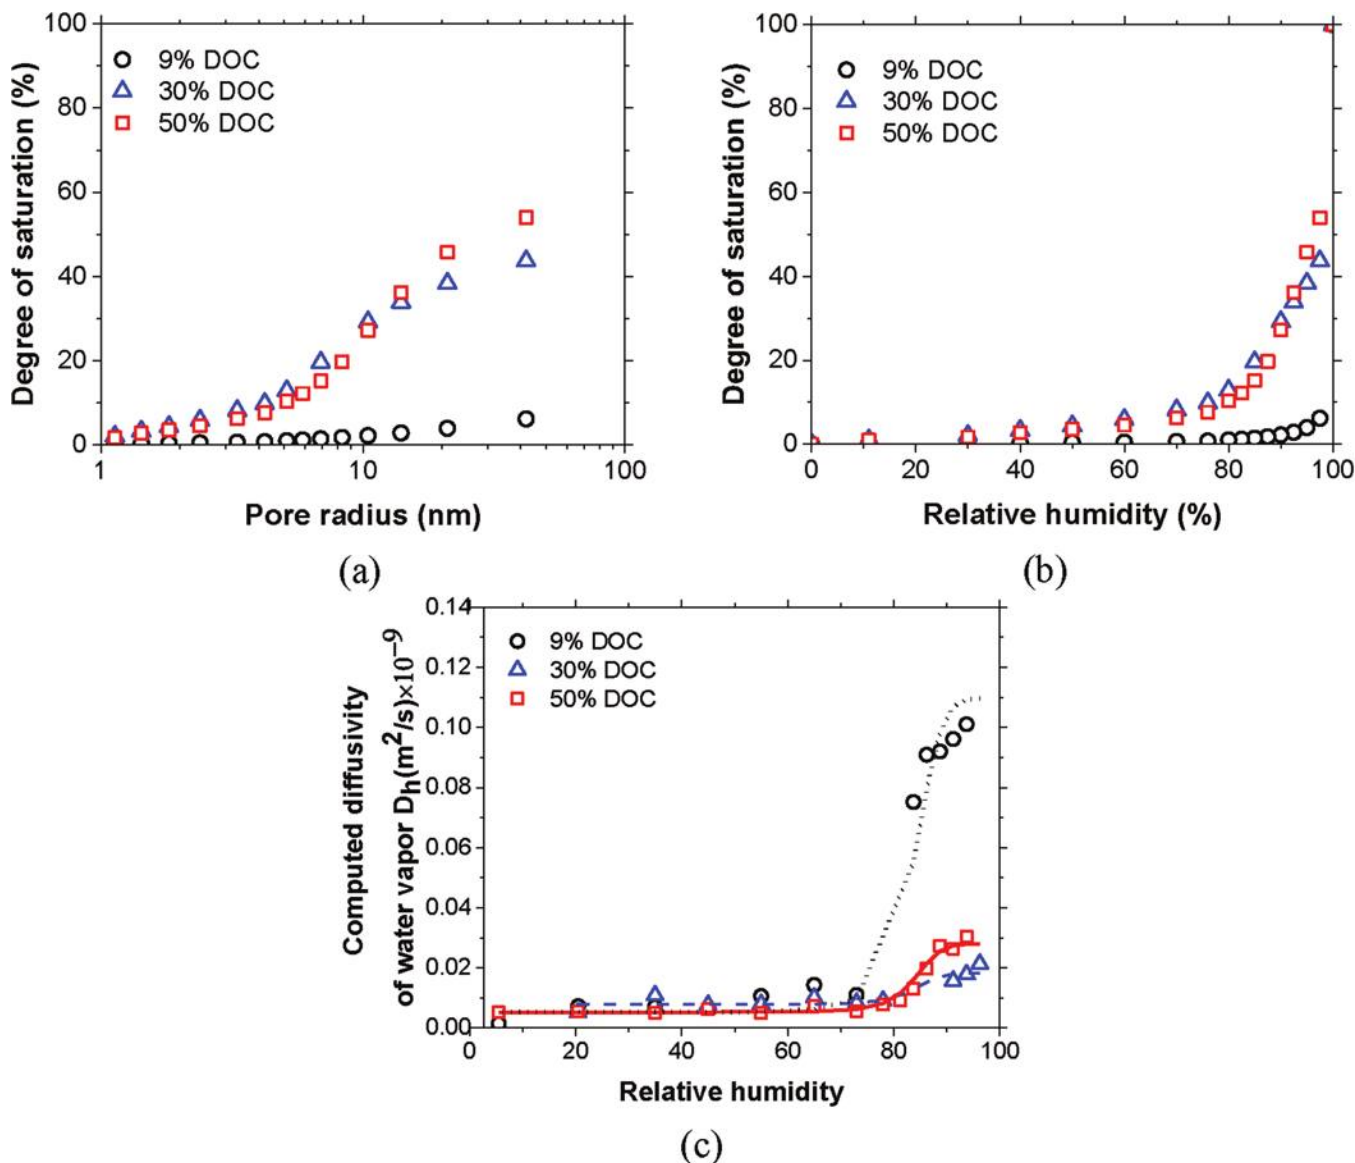 100
80
60
40
20
0
Degree of saturation (%)
9% DOC
30% DOC
50% DOC
1 10 100
Pore radius (nm)
(a)
100
80
60
40
20
0
Degree of saturation (%)
9% DOC
30% DOC
50% DOC
0 20 40 60 80 100
Relative humidity (%)
(b)
0.14
0.12
0.10
0.08
0.06
0.04
0.02
0.00
Computed diffusivity
of water vapor Dh(m²/s)×10⁻⁹
9% DOC
30% DOC
50% DOC
0 20 40 60 80 100
Relative humidity
(c)